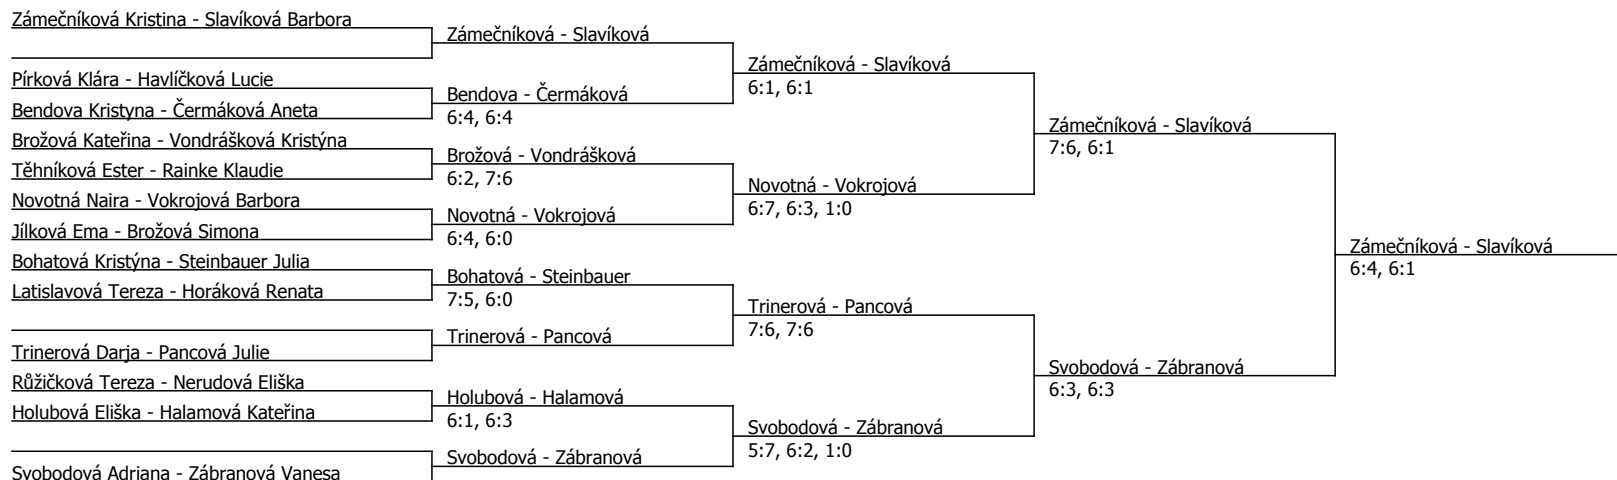 Zámečníková Kristina - Slavíková Barbora
Pírková Klára - Havlíčková Lucie
Bendova Kristyna - Čermáková Aneta
Brožová Kateřina - Vondrášková Kristýna
Těhníková Ester - Rainke Klaudie
Novotná Naira - Vokrojová Barbora
Jílková Ema - Brožová Simona
Bohatová Kristýna - Steinbauer Julia
Latislavová Tereza - Horáková Renata
Trinerová Darja - Pancová Julie
Růžičková Tereza - Nerudová Eliška
Holubová Eliška - Halamová Kateřina
Svobodová Adriana - Zábranová Vanesa
Zámečníková - Slavíková
Bendova - Čermáková
6:4, 6:4
Brožová - Vondrášková
6:2, 7:6
Novotná - Vokrojová
6:4, 6:0
Bohatová - Steinbauer
7:5, 6:0
Trinerová - Pancová
Holubová - Halamová
6:1, 6:3
Svobodová - Zábranová
Zámečníková - Slavíková
6:1, 6:1
Novotná - Vokrojová
6:7, 6:3, 1:0
Trinerová - Pancová
7:6, 7:6
Svobodová - Zábranová
5:7, 6:2, 1:0
Zámečníková - Slavíková
7:6, 6:1
Svobodová - Zábranová
6:3, 6:3
Zámečníková - Slavíková
6:4, 6:1